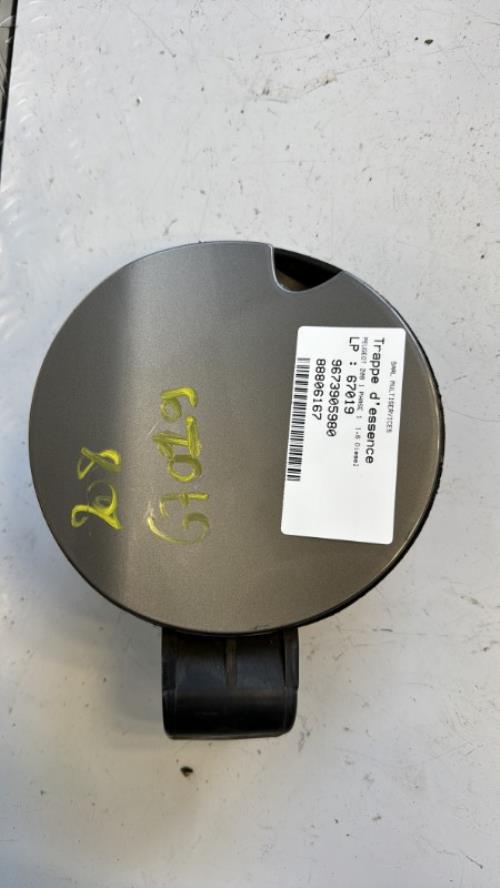 SARL MULTISERVICES
Trappe d'essence
PEUGEOT 208 1 PHASE 1 1.6 Diesel
LP : 67019
9673905980
88806167
208
67019